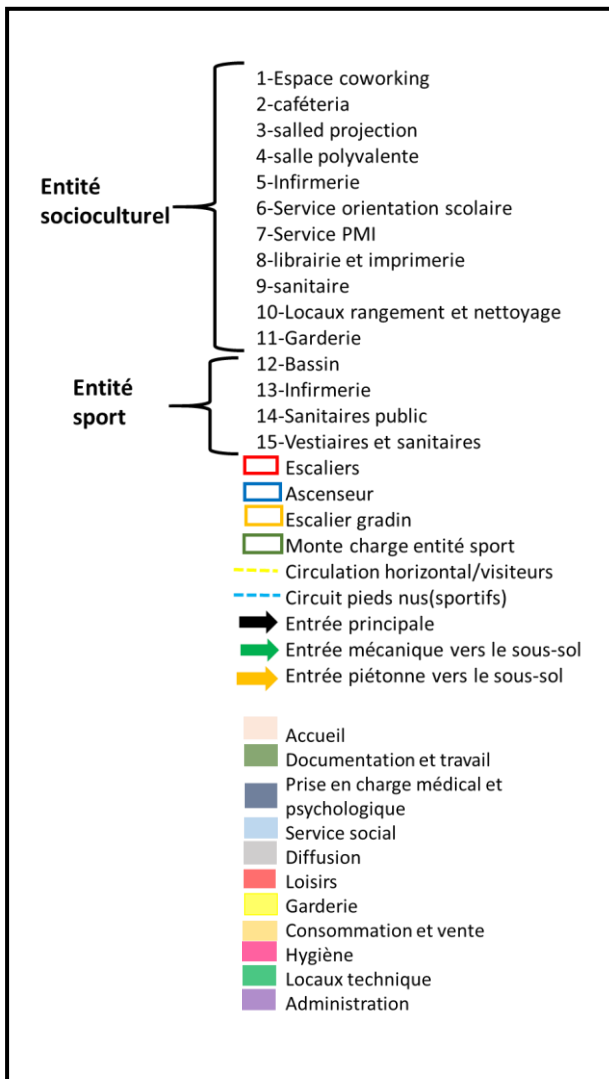 1-Espace coworking
2-caféteria
3-salled projection
4-salle polyvalente
5-Infirmerie
Entité
socioculturel
6-Service orientation scolaire
7-Service PMI
8-librairie et imprimerie
9-sanitaire
10-Locaux rangement et nettoyage
11-Garderie
12-Bassin
Entité
sport
13-Infirmerie
14-Sanitaires public
15-Vestiaires et sanitaires
Escaliers
Ascenseur
Escalier gradin
Monte charge entité sport
Circulation horizontal/visiteurs
Circuit pieds nus(sportifs)
Entrée principale
Entrée mécanique vers le sous-sol
Entrée piétonne vers le sous-sol
Accueil
Documentation et travail
Prise en charge médical et
psychologique
Service social
Diffusion
Loisirs
Garderie
Consommation et vente
Hygiène
Locaux technique
Administration